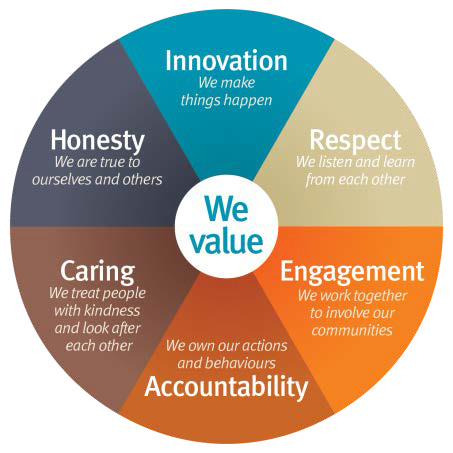 Innovation
We make
things happen
Respect
We listen and learn
from each other
Engagement
We work together
to involve our
communities
We own our actions
and behaviours
Accountability
Caring
We treat people
with kindness
and look after
each other
Honesty
We are true to
ourselves and others
We
value